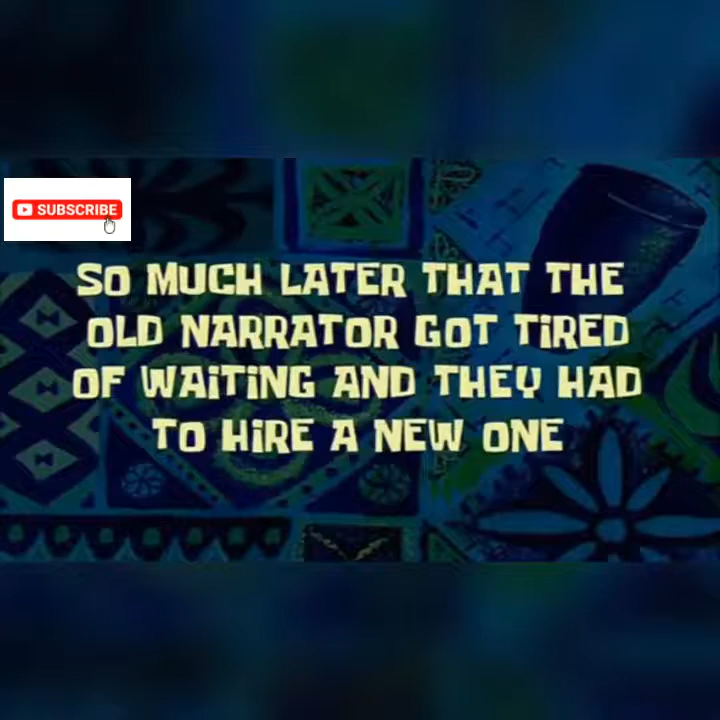 SUBSCRIBE
SO MUCH LATER THAT THE
OLD NARRATOR GOT TiRED
OF WAiTiNG AND THEY HAD
TO HiRE A NEW ONE